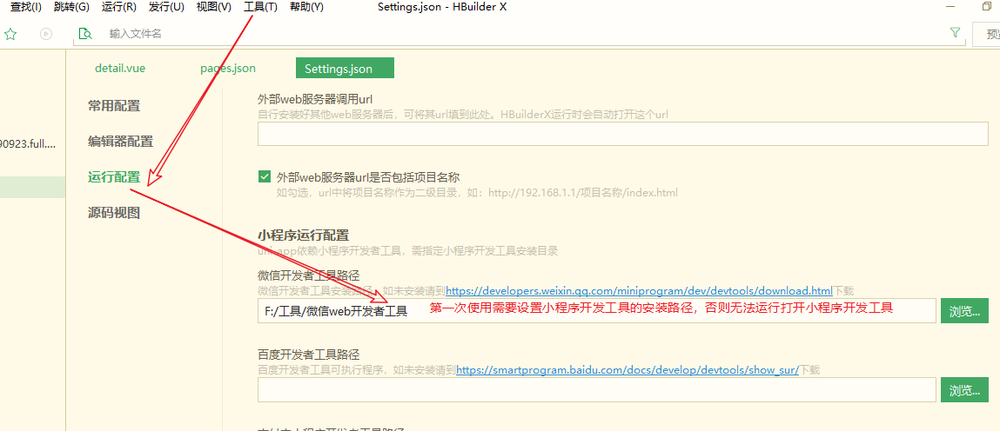 查找(I) 跳转(G) 运行(R) 发行(U) 视图(V) 工具(T) 帮助(Y) Settings.json - HBuilder X
输入文件名 预
detail.vue pages.json Settings.json
常用配置
编辑器配置
运行配置
源码视图
90923.full....
外部web服务器调用url
自行安装好其他web服务器后，可将其url填到此处。HBuilderX运行时会自动打开这个url
外部web服务器url是否包括项目名称
如勾选，url中将项目名称作为二级目录，如：http://192.168.1.1/项目名称/index.html
小程序运行配置
uni-app依赖小程序开发者工具，需指定小程序开发工具安装目录
微信开发者工具路径
微信开发者工具安装路径，如未安装请到https://developers.weixin.qq.com/miniprogram/dev/devtools/download.html下载
F:/工具/微信web开发者工具 第一次使用需要设置小程序开发工具的安装路径，否则无法运行打开小程序开发工具 浏览...
百度开发者工具路径
百度开发者工具可执行程序，如未安装请到https://smartprogram.baidu.com/docs/develop/devtools/show_sur/下载
浏览...